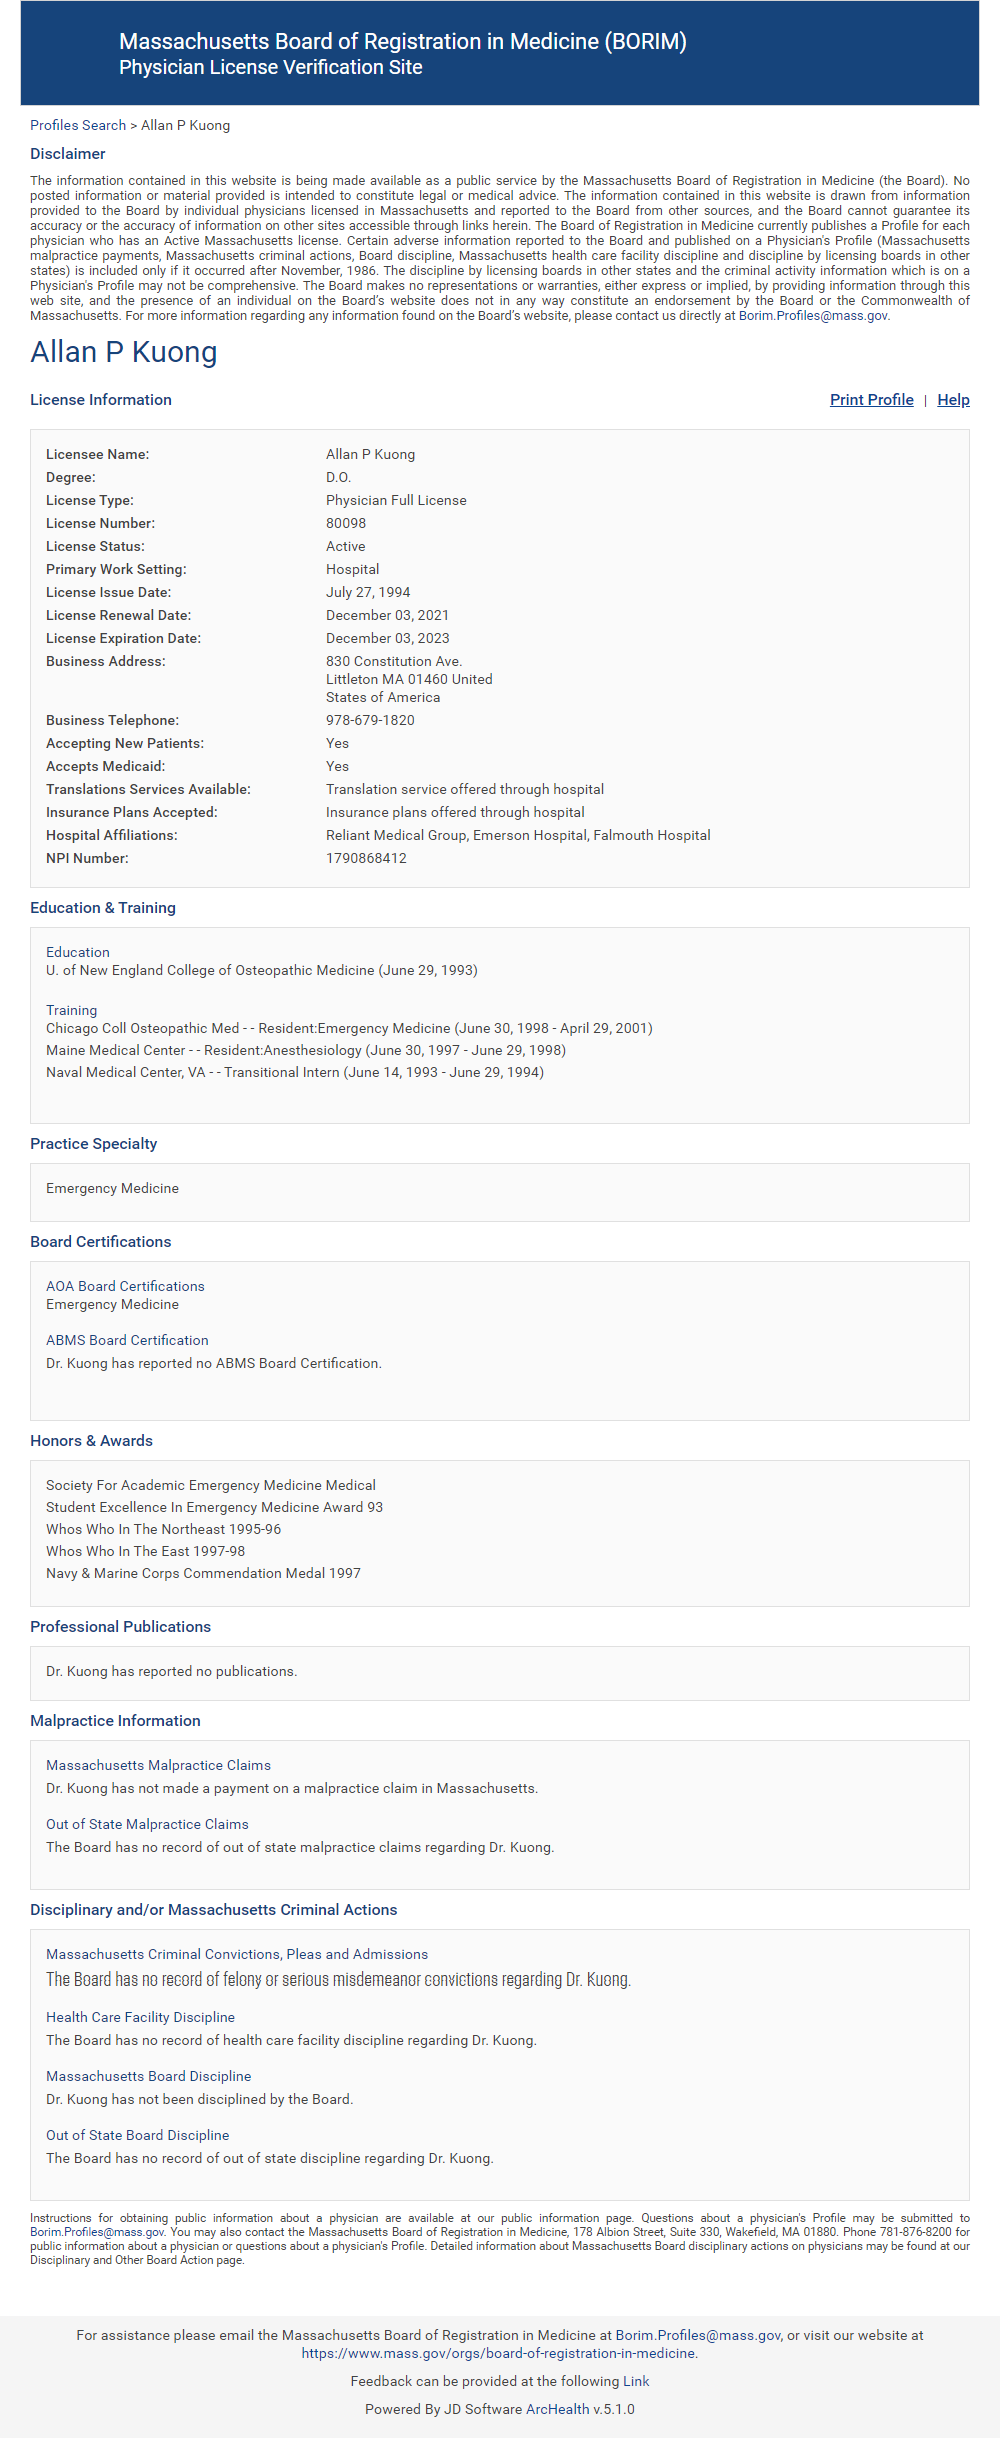 Massachusetts Board of Registration in Medicine (BORIM)
Physician License Verification Site
Profiles Search > Allan P Kuong
Disclaimer
The information contained in this website is being made available as a public service by the Massachusetts Board of Registration in Medicine (the Board). No
posted information or material provided is intended to constitute legal or medical advice. The information contained in this website is drawn from information
provided to the Board by individual physicians licensed in Massachusetts and reported to the Board from other sources, and the Board cannot guarantee its
accuracy or the accuracy of information on other sites accessible through links herein. The Board of Registration in Medicine currently publishes a Profile for each
physician who has an Active Massachusetts license. Certain adverse information reported to the Board and published on a Physician's Profile (Massachusetts
malpractice payments, Massachusetts criminal actions, Board discipline, Massachusetts health care facility discipline and discipline by licensing boards in other
states) is included only if it occurred after November, 1986. The discipline by licensing boards in other states and the criminal activity information which is on a
Physician's Profile may not be comprehensive. The Board makes no representations or warranties, either express or implied, by providing information through this
web site, and the presence of an individual on the Board’s website does not in any way constitute an endorsement by the Board or the Commonwealth of
Massachusetts. For more information regarding any information found on the Board’s website, please contact us directly at Borim.Profiles@mass.gov.
Allan P Kuong
License Information Print Profile | Help
Licensee Name: Allan P Kuong
Degree: D.O.
License Type: Physician Full License
License Number: 80098
License Status: Active
Primary Work Setting: Hospital
License Issue Date: July 27, 1994
License Renewal Date: December 03, 2021
License Expiration Date: December 03, 2023
Business Address: 830 Constitution Ave.
Littleton MA 01460 United
States of America
Business Telephone: 978-679-1820
Accepting New Patients: Yes
Accepts Medicaid: Yes
Translations Services Available: Translation service offered through hospital
Insurance Plans Accepted: Insurance plans offered through hospital
Hospital Affiliations: Reliant Medical Group, Emerson Hospital, Falmouth Hospital
NPI Number: 1790868412
Education & Training
Education
U. of New England College of Osteopathic Medicine (June 29, 1993)
Training
Chicago Coll Osteopathic Med - - Resident:Emergency Medicine (June 30, 1998 - April 29, 2001)
Maine Medical Center - - Resident:Anesthesiology (June 30, 1997 - June 29, 1998)
Naval Medical Center, VA - - Transitional Intern (June 14, 1993 - June 29, 1994)
Practice Specialty
Emergency Medicine
Board Certifications
AOA Board Certifications
Emergency Medicine
ABMS Board Certification
Dr. Kuong has reported no ABMS Board Certification.
Honors & Awards
Society For Academic Emergency Medicine Medical
Student Excellence In Emergency Medicine Award 93
Whos Who In The Northeast 1995-96
Whos Who In The East 1997-98
Navy & Marine Corps Commendation Medal 1997
Professional Publications
Dr. Kuong has reported no publications.
Malpractice Information
Massachusetts Malpractice Claims
Dr. Kuong has not made a payment on a malpractice claim in Massachusetts.
Out of State Malpractice Claims
The Board has no record of out of state malpractice claims regarding Dr. Kuong.
Disciplinary and/or Massachusetts Criminal Actions
Massachusetts Criminal Convictions, Pleas and Admissions
The Board has no record of felony or serious misdemeanor convictions regarding Dr. Kuong.
Health Care Facility Discipline
The Board has no record of health care facility discipline regarding Dr. Kuong.
Massachusetts Board Discipline
Dr. Kuong has not been disciplined by the Board.
Out of State Board Discipline
The Board has no record of out of state discipline regarding Dr. Kuong.
Instructions for obtaining public information about a physician are available at our public information page. Questions about a physician's Profile may be submitted to
Borim.Profiles@mass.gov. You may also contact the Massachusetts Board of Registration in Medicine, 178 Albion Street, Suite 330, Wakefield, MA 01880. Phone 781-876-8200 for
public information about a physician or questions about a physician's Profile. Detailed information about Massachusetts Board disciplinary actions on physicians may be found at our
Disciplinary and Other Board Action page.
For assistance please email the Massachusetts Board of Registration in Medicine at Borim.Profiles@mass.gov, or visit our website at
https://www.mass.gov/orgs/board-of-registration-in-medicine.
Feedback can be provided at the following Link
Powered By JD Software ArcHealth v.5.1.0